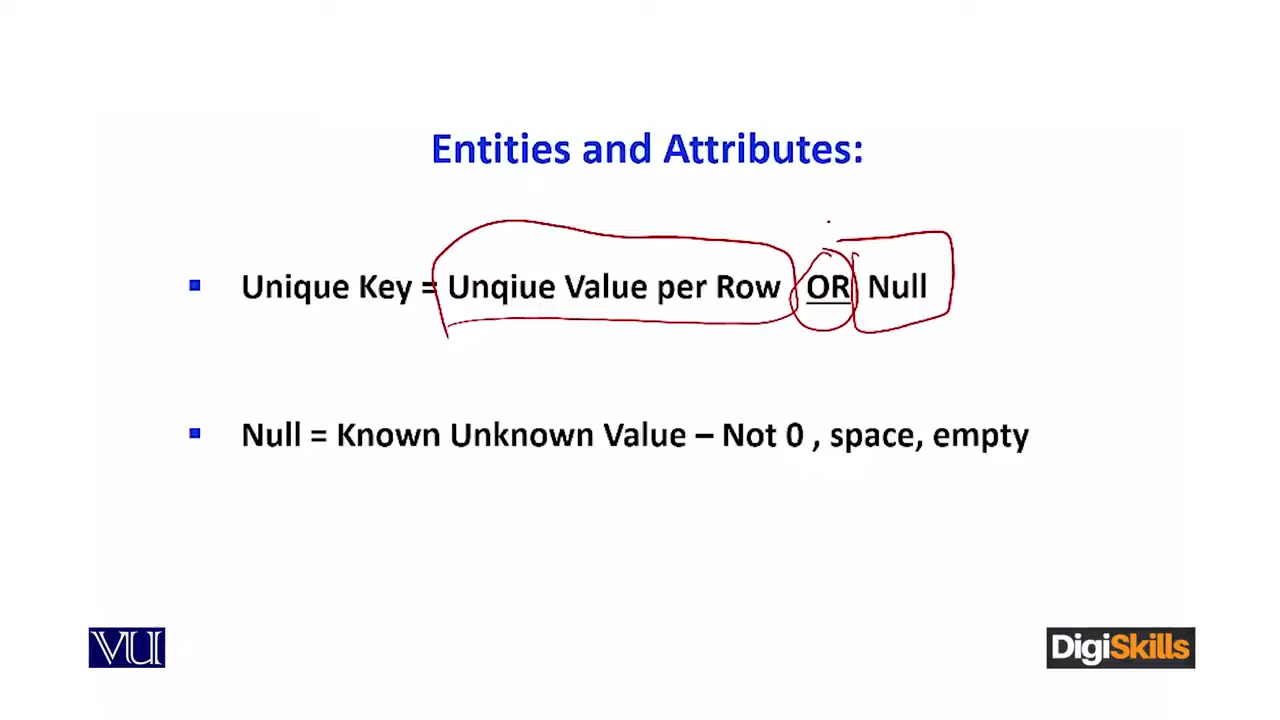 Entities and Attributes:
Unique Key = Unqiue Value per Row OR Null
Null = Known Unknown Value – Not 0 , space, empty
VU
DigiSkills